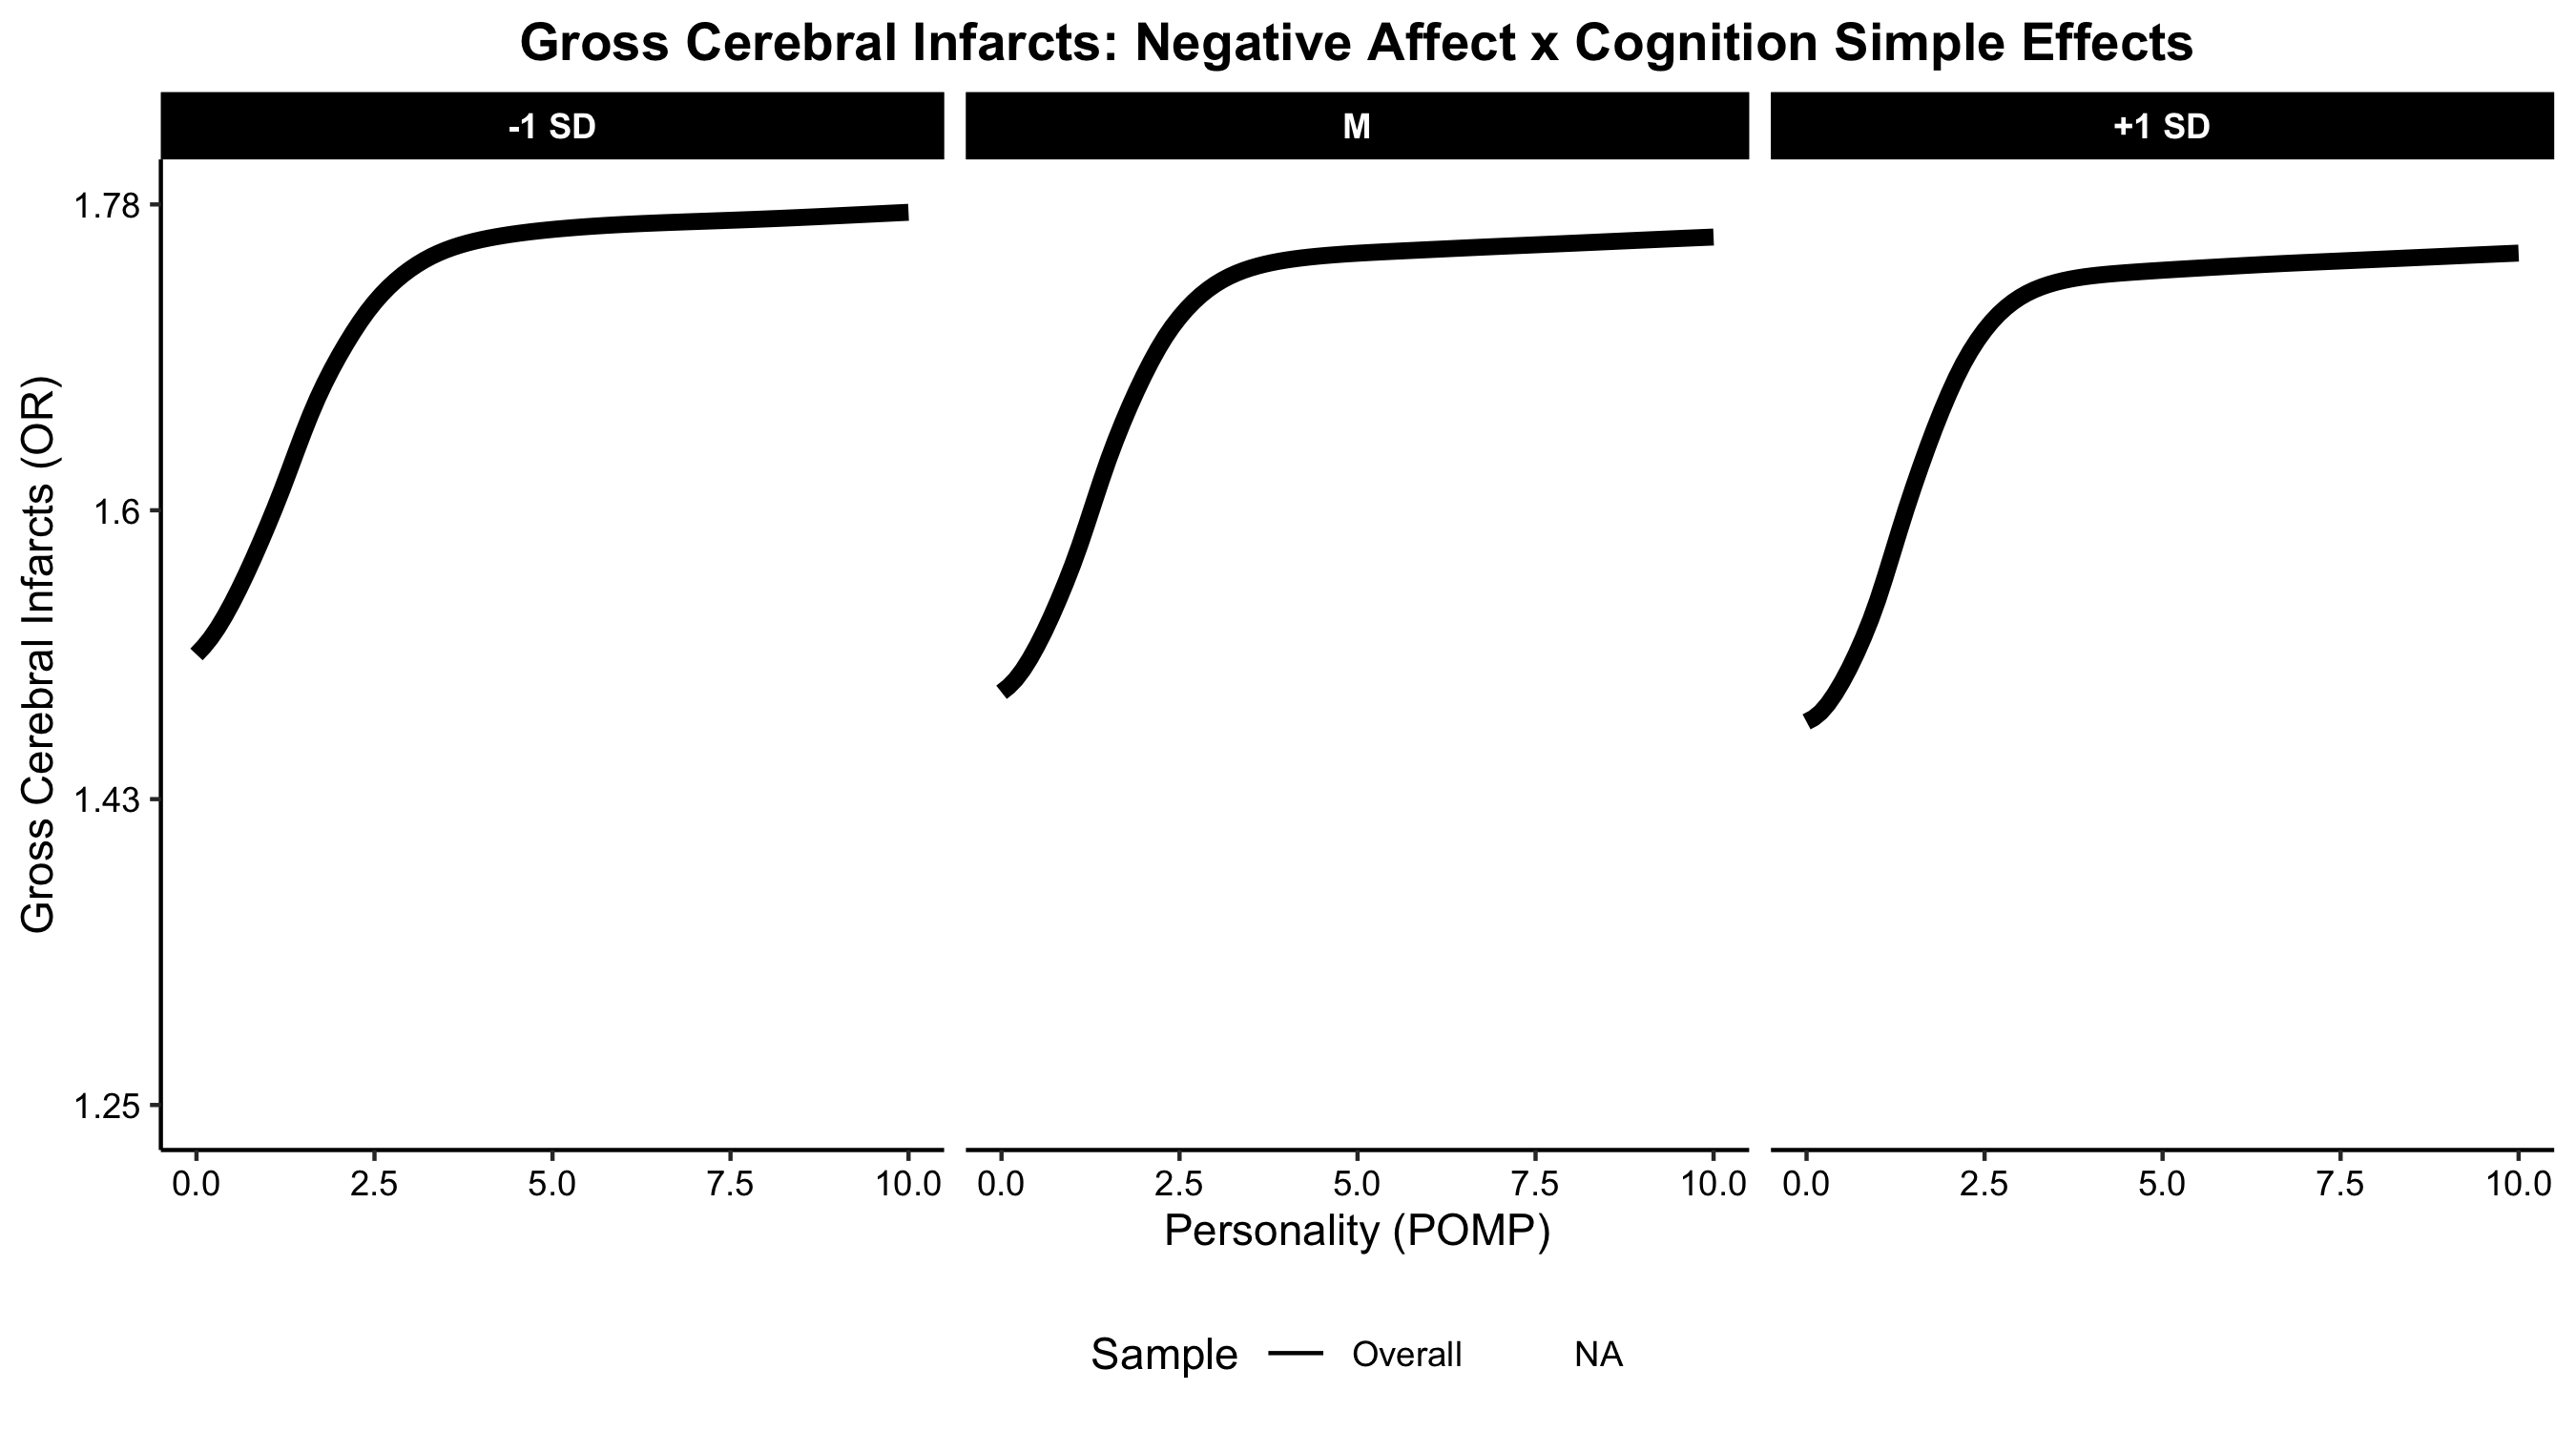 Gross Cerebral Infarcts: Negative Affect x Cognition Simple Effects
-1 SD M +1 SD
Gross Cerebral Infarcts (OR)
1.78
1.6
1.43
1.25
0.0 2.5 5.0 7.5 10.0 0.0 2.5 5.0 7.5 10.0 0.0 2.5 5.0 7.5 10.0
Personality (POMP)
Sample Overall NA